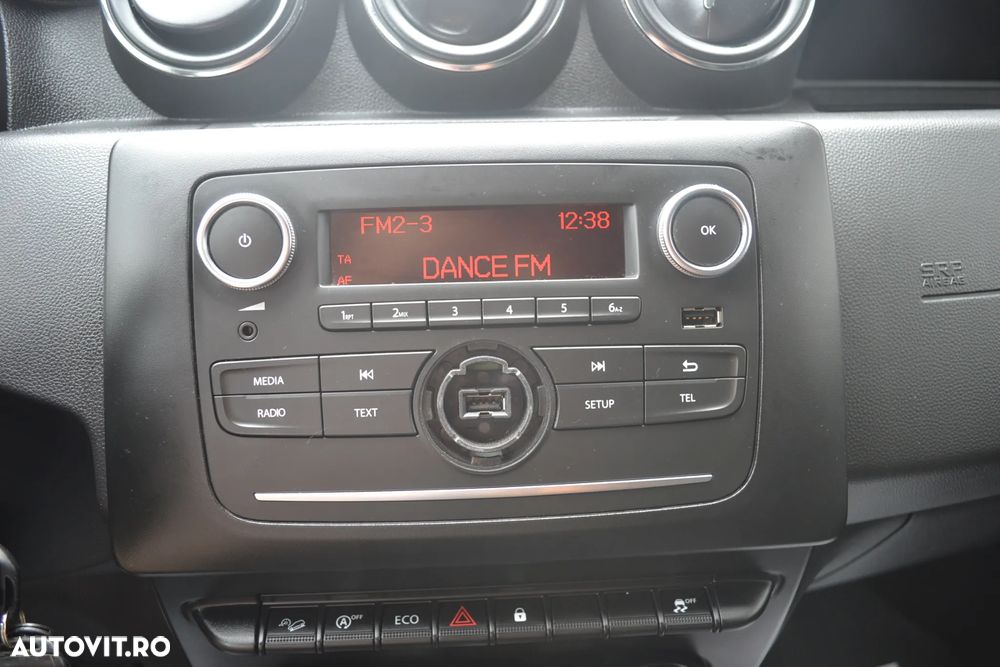 FM2-3 12:38
TA
AF DANCE FM
OK
1RPT 2MIX 3 4 5 6A-Z
MEDIA
RADIO TEXT
SETUP TEL
SRP
AIRBAG
OFF ECO OFF
AUTOVIT.RO